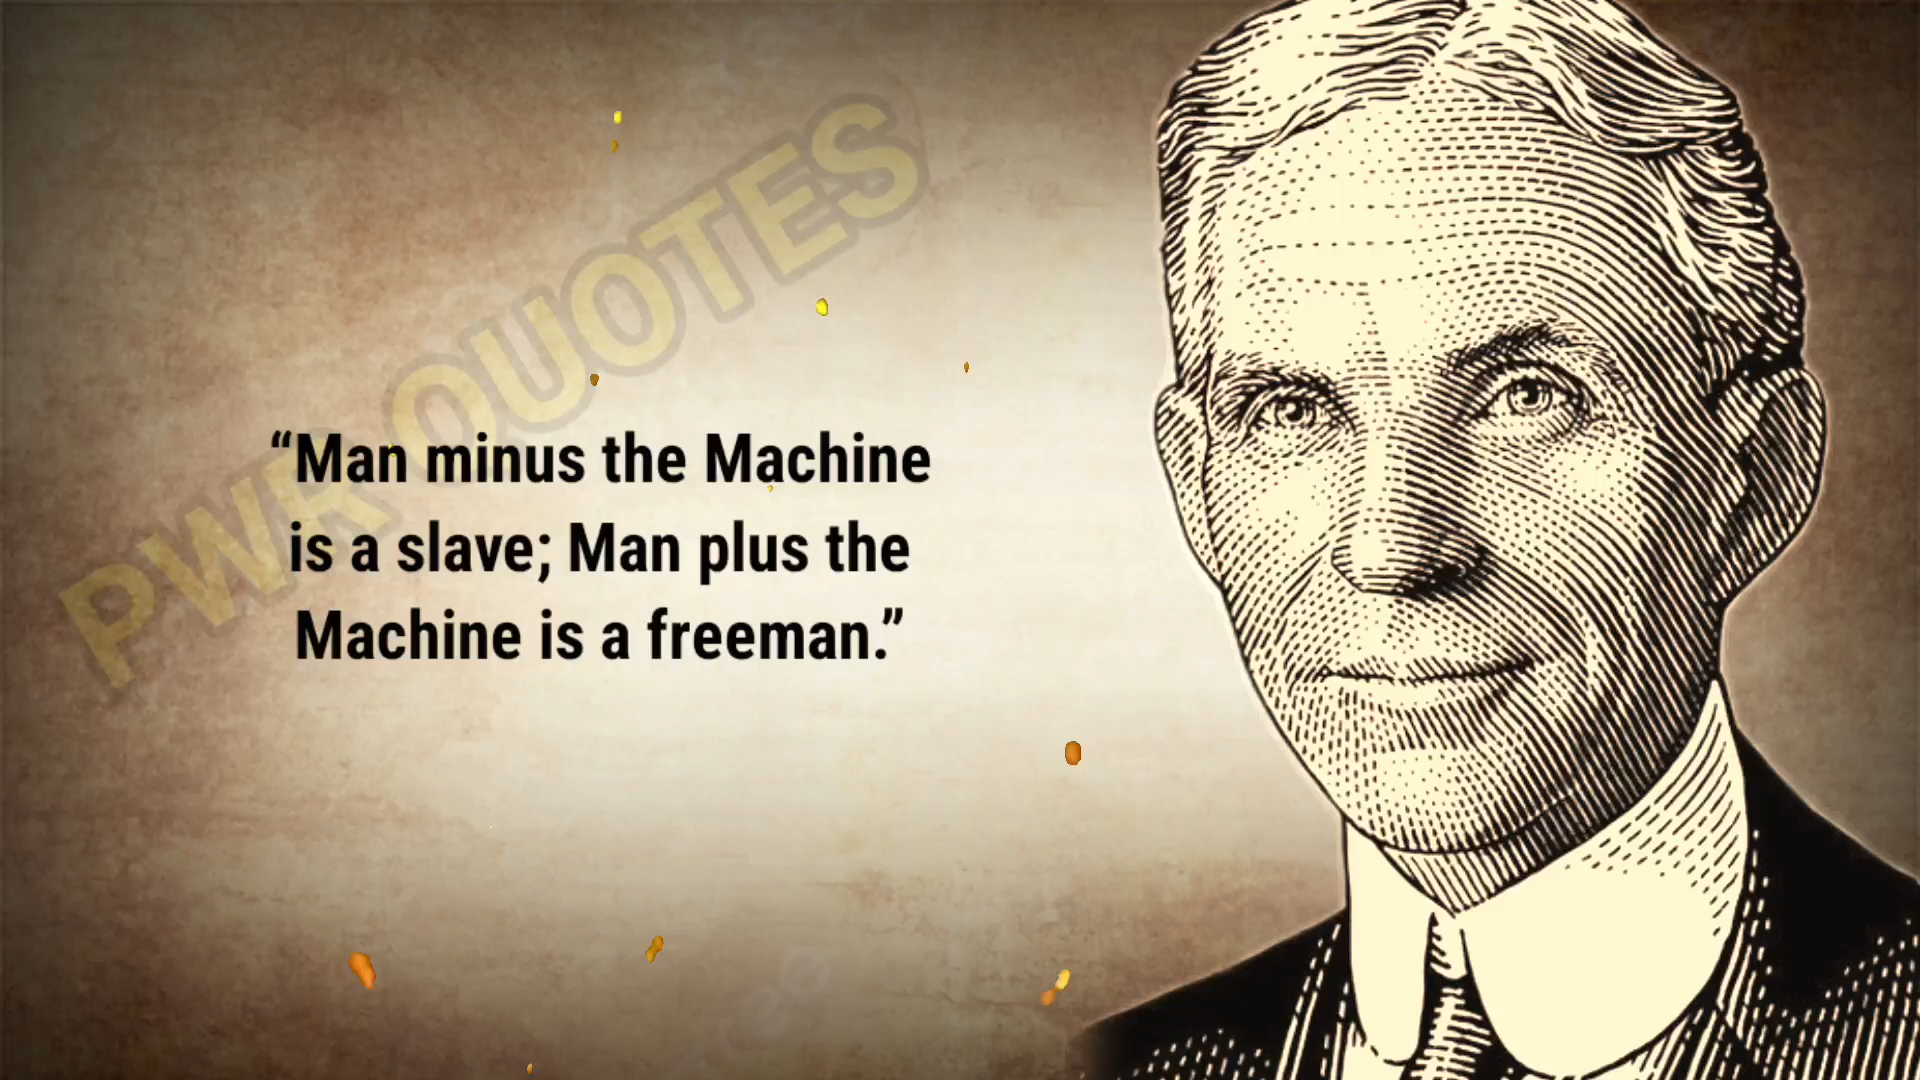 PWR QUOTES
“Man minus the Machine
is a slave; Man plus the
Machine is a freeman.”